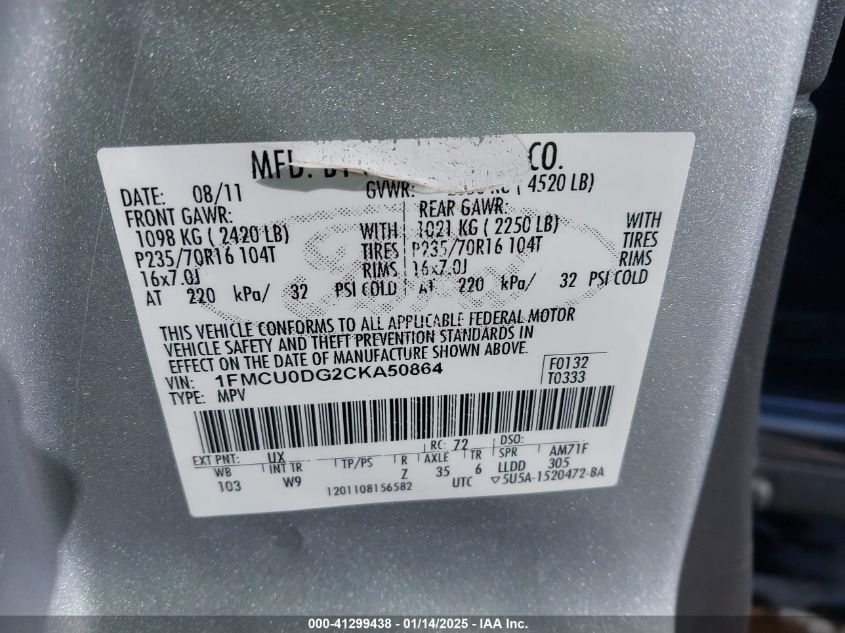 MFD. BY CO.
DATE: 08/11 GVWR: KG ( 4520 LB)
FRONT GAWR: REAR GAWR:
1098 KG ( 2420 LB) WITH 1021 KG ( 2250 LB) WITH
P235/70R16 104T TIRES P235/70R16 104T TIRES
16x7.0J RIMS 16x7.0J RIMS
AT 220 kPa/ 32 PSI COLD AT 220 kPa/ 32 PSI COLD
THIS VEHICLE CONFORMS TO ALL APPLICABLE FEDERAL MOTOR
VEHICLE SAFETY AND THEFT PREVENTION STANDARDS IN
EFFECT ON THE DATE OF MANUFACTURE SHOWN ABOVE.
VIN: 1FMCU0DG2CKA50864 F0132
TYPE: MPV T0333
EXT PNT: UX RC: 72 DSO:
WB INT TR TP/PS R AXLE TR SPR AM71F
103 W9 Z 35 6 LLDD 305
1201108156582 UTC ▽5U5A-1520472-BA
000-41299438 - 01/14/2025 - IAA Inc.